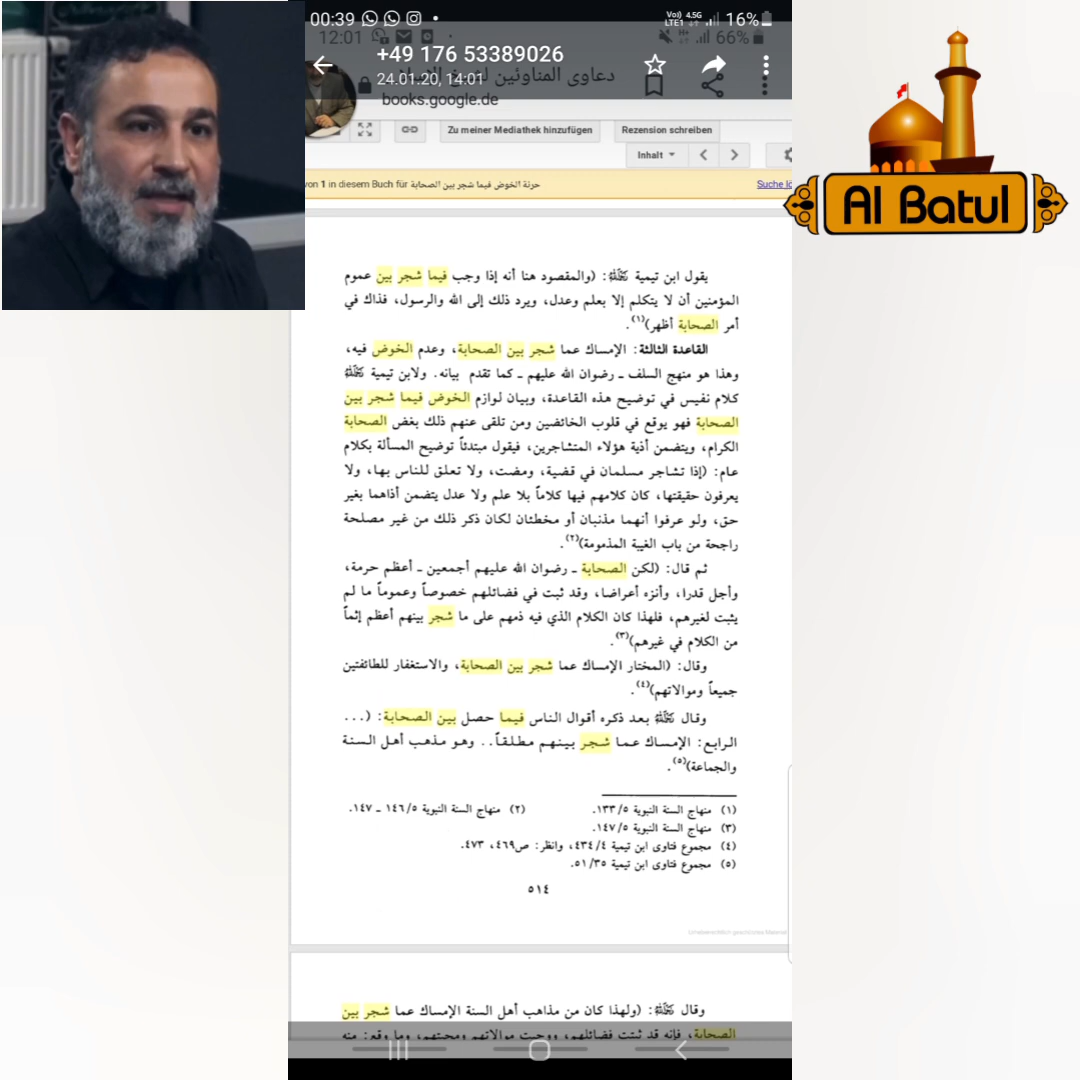 00:39
Vo)) 4.5G
LTE1
16%
12:01
66%
+49 176 53389026
24.01.20, 14:01
دعاوى المناوئين
books.google.de
Zu meiner Mediathek hinzufügen
Rezension schreiben
Inhalt
von 1 in diesem Buch für حرنة الخوض فيما شجر بين الصحابة
Suche lö
Al Batul
يقول ابن تيمية رحمه الله: (والمقصود هنا أنه إذا وجب فيما شجر بين عموم
المؤمنين أن لا يتكلم إلا بعلم وعدل، ويرد ذلك إلى الله والرسول، فذاك في
أمر الصحابة أظهر)(١).
القاعدة الثالثة: الإمساك عما شجر بين الصحابة، وعدم الخوض فيه،
وهذا هو منهج السلف ـ رضوان الله عليهم ـ كما تقدم بيانه. ولابن تيمية رحمه الله
كلام نفيس في توضيح هذه القاعدة، وبيان لوازم الخوض فيما شجر بين
الصحابة فهو يوقع في قلوب الخائضين ومن تلقى عنهم ذلك بغض الصحابة
الكرام، ويتضمن أذية هؤلاء المتشاجرين، فيقول مبتدئاً توضيح المسألة بكلام
عام: (إذا تشاجر مسلمان في قضية، ومضت، ولا تعلق للناس بها، ولا
يعرفون حقيقتها، كان كلامهم فيها كلاماً بلا علم ولا عدل يتضمن أذاهما بغير
حق، ولو عرفوا أنهما مذنبان أو مخطئان لكان ذكر ذلك من غير مصلحة
راجحة من باب الغيبة المذمومة)(٢).
ثم قال: (لكن الصحابة ـ رضوان الله عليهم أجمعين ـ أعظم حرمة،
وأجل قدرا، وأنزه أعراضا، وقد ثبت في فضائلهم خصوصاً وعموماً ما لم
يثبت لغيرهم، فلهذا كان الكلام الذي فيه ذمهم على ما شجر بينهم أعظم إثماً
من الكلام في غيرهم)(٣).
وقال: (المختار الإمساك عما شجر بين الصحابة، والاستغفار للطائفتين
جميعاً وموالاتهم)(٤).
وقال رحمه الله بعد ذكره أقوال الناس فيما حصل بين الصحابة: (...
الرابع: الإمساك عما شجر بينهم مطلقاً.. وهو مذهب أهل السنة
والجماعة)(٥).
(١) منهاج السنة النبوية ١٣٣/٥. (٢) منهاج السنة النبوية ١٤٦/٥ ـ ١٤٧.
(٣) منهاج السنة النبوية ١٤٧/٥.
(٤) مجموع فتاوى ابن تيمية ٤٣٤/٤، وانظر: ص٤٦٩، ٤٧٣.
(٥) مجموع فتاوى ابن تيمية ٥١/٣٥.
٥١٤
Urheberrechtlich geschütztes Material
وقال رحمه الله: (ولهذا كان من مذاهب أهل السنة الإمساك عما شجر بين
الصحابة، فإنه قد ثبتت فضائلهم، ووجبت موالاتهم ومحبتهم، وما وقع: منه